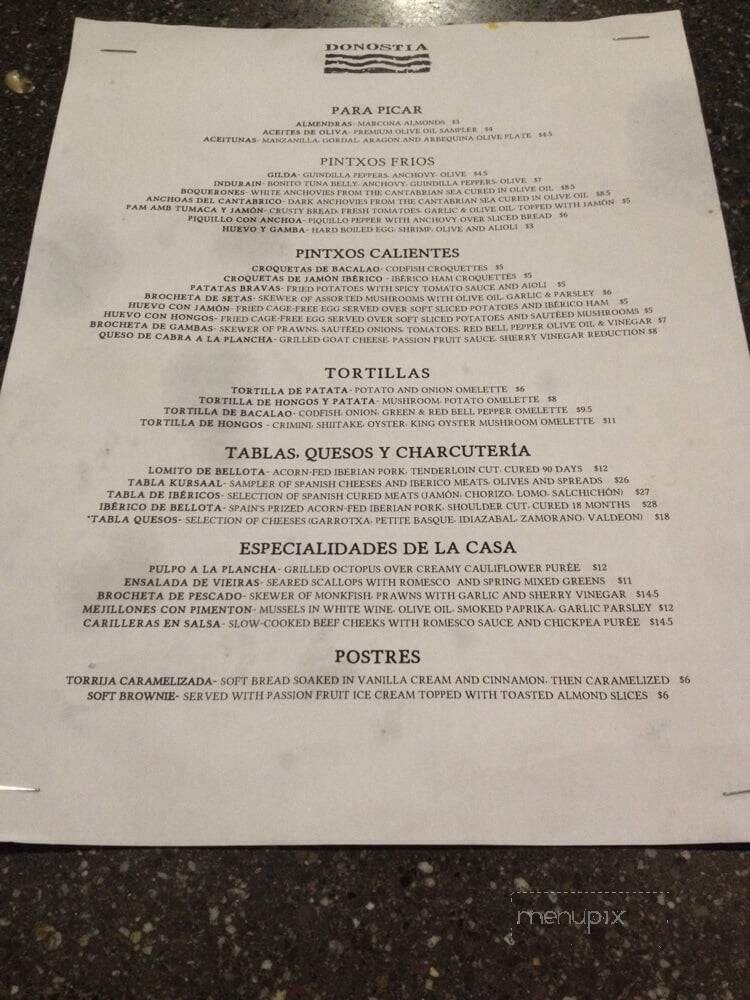 DONOSTIA
PARA PICAR
ALMENDRAS- MARCONA ALMONDS $3
ACEITES DE OLIVA- PREMIUM OLIVE OIL SAMPLER $4
ACEITUNAS- MANZANILLA, GORDAL, ARAGON AND ARBEQUINA OLIVE PLATE $4.5
PINTXOS FRIOS
GILDA- GUINDILLA PEPPERS, ANCHOVY, OLIVE $4.5
INDURAIN- BONITO TUNA BELLY, ANCHOVY, GUINDILLA PEPPERS, OLIVE $7
BOQUERONES- WHITE ANCHOVIES FROM THE CANTABRIAN SEA CURED IN OLIVE OIL $8.5
ANCHOAS DEL CANTABRICO- DARK ANCHOVIES FROM THE CANTABRIAN SEA CURED IN OLIVE OIL $8.5
PAM AMB TUMACA Y JAMÓN- CRUSTY BREAD, FRESH TOMATOES, GARLIC & OLIVE OIL, TOPPED WITH JAMÓN $5
PIQUILLO CON ANCHOA- PIQUILLO PEPPER WITH ANCHOVY OVER SLICED BREAD $6
HUEVO Y GAMBA- HARD BOILED EGG, SHRIMP, OLIVE AND ALIOLI $3
PINTXOS CALIENTES
CROQUETAS DE BACALAO- CODFISH CROQUETTES $5
CROQUETAS DE JAMÓN IBÉRICO - IBÉRICO HAM CROQUETTES $5
PATATAS BRAVAS- FRIED POTATOES WITH SPICY TOMATO SAUCE AND AIOLI $5
BROCHETA DE SETAS- SKEWER OF ASSORTED MUSHROOMS WITH OLIVE OIL, GARLIC & PARSLEY $6
HUEVO CON JAMÓN- FRIED CAGE-FREE EGG SERVED OVER SOFT SLICED POTATOES AND IBÉRICO HAM $5
HUEVO CON HONGOS- FRIED CAGE-FREE EGG SERVED OVER SOFT SLICED POTATOES AND SAUTÉED MUSHROOMS $5
BROCHETA DE GAMBAS- SKEWER OF PRAWNS, SAUTÉED ONIONS, TOMATOES, RED BELL PEPPER OLIVE OIL & VINEGAR $7
QUESO DE CABRA A LA PLANCHA- GRILLED GOAT CHEESE, PASSION FRUIT SAUCE, SHERRY VINEGAR REDUCTION $8
TORTILLAS
TORTILLA DE PATATA- POTATO AND ONION OMELETTE $6
TORTILLA DE HONGOS Y PATATA- MUSHROOM, POTATO OMELETTE $8
TORTILLA DE BACALAO- CODFISH, ONION, GREEN & RED BELL PEPPER OMELETTE $9.5
TORTILLA DE HONGOS - CRIMINI, SHIITAKE, OYSTER, KING OYSTER MUSHROOM OMELETTE $11
TABLAS, QUESOS Y CHARCUTERÍA
LOMITO DE BELLOTA- ACORN-FED IBERIAN PORK, TENDERLOIN CUT, CURED 90 DAYS $12
TABLA KURSAAL- SAMPLER OF SPANISH CHEESES AND IBERICO MEATS, OLIVES AND SPREADS $26
TABLA DE IBÉRICOS- SELECTION OF SPANISH CURED MEATS (JAMÓN, CHORIZO, LOMO, SALCHICHÓN) $27
IBÉRICO DE BELLOTA- SPAIN'S PRIZED ACORN-FED IBERIAN PORK, SHOULDER CUT, CURED 18 MONTHS $28
*TABLA QUESOS- SELECTION OF CHEESES (GARROTXA, PETITE BASQUE, IDIAZABAL, ZAMORANO, VALDEON) $18
ESPECIALIDADES DE LA CASA
PULPO A LA PLANCHA- GRILLED OCTOPUS OVER CREAMY CAULIFLOWER PURÉE $12
ENSALADA DE VIEIRAS- SEARED SCALLOPS WITH ROMESCO AND SPRING MIXED GREENS $11
BROCHETA DE PESCADO- SKEWER OF MONKFISH, PRAWNS WITH GARLIC AND SHERRY VINEGAR $14.5
MEJILLONES CON PIMENTON- MUSSELS IN WHITE WINE, OLIVE OIL, SMOKED PAPRIKA, GARLIC PARSLEY $12
CARILLERAS EN SALSA- SLOW-COOKED BEEF CHEEKS WITH ROMESCO SAUCE AND CHICKPEA PURÉE $14.5
POSTRES
TORRIJA CARAMELIZADA- SOFT BREAD SOAKED IN VANILLA CREAM AND CINNAMON, THEN CARAMELIZED $6
SOFT BROWNIE- SERVED WITH PASSION FRUIT ICE CREAM TOPPED WITH TOASTED ALMOND SLICES $6
menupix